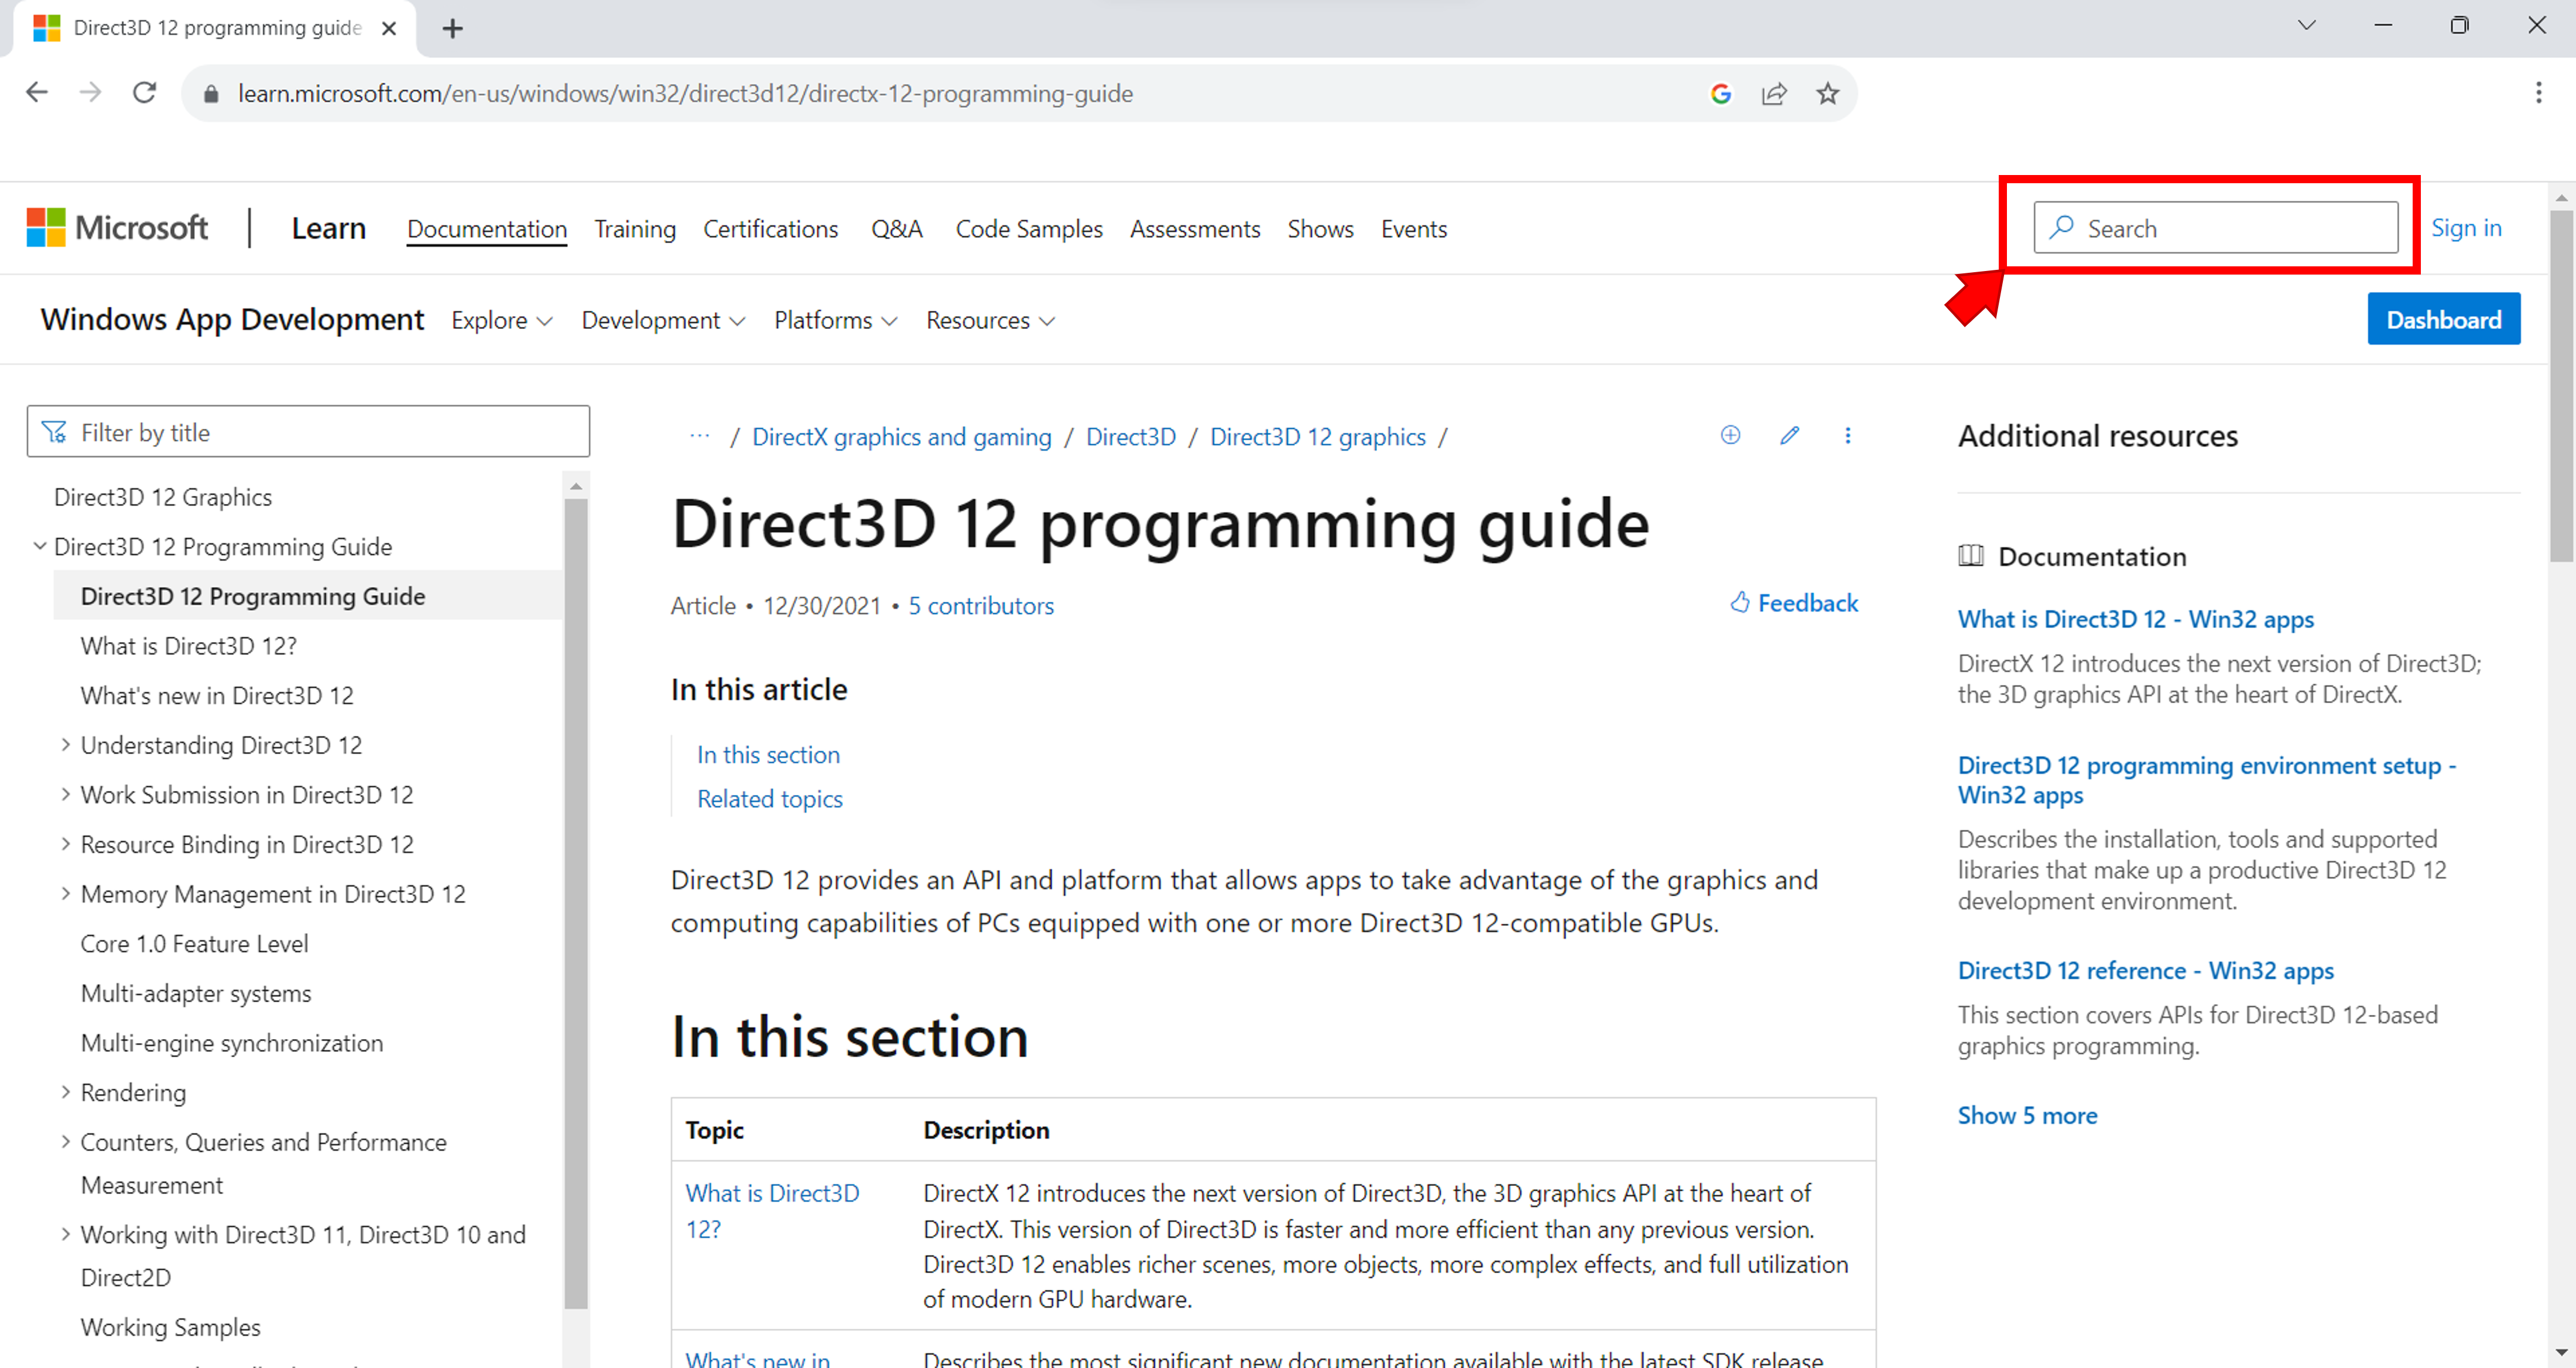 Direct3D 12 programming guide
learn.microsoft.com/en-us/windows/win32/direct3d12/directx-12-programming-guide
Microsoft | Learn Documentation Training Certifications Q&A Code Samples Assessments Shows Events Search Sign in
Windows App Development Explore Development Platforms Resources Dashboard
Filter by title
Direct3D 12 Graphics
Direct3D 12 Programming Guide
Direct3D 12 Programming Guide
What is Direct3D 12?
What's new in Direct3D 12
Understanding Direct3D 12
Work Submission in Direct3D 12
Resource Binding in Direct3D 12
Memory Management in Direct3D 12
Core 1.0 Feature Level
Multi-adapter systems
Multi-engine synchronization
Rendering
Counters, Queries and Performance
Measurement
Working with Direct3D 11, Direct3D 10 and
Direct2D
Working Samples
... / DirectX graphics and gaming / Direct3D / Direct3D 12 graphics /
Direct3D 12 programming guide
Article • 12/30/2021 • 5 contributors
Feedback
In this article
In this section
Related topics
Direct3D 12 provides an API and platform that allows apps to take advantage of the graphics and
computing capabilities of PCs equipped with one or more Direct3D 12-compatible GPUs.
In this section
Topic Description
What is Direct3D
12?
DirectX 12 introduces the next version of Direct3D, the 3D graphics API at the heart of
DirectX. This version of Direct3D is faster and more efficient than any previous version.
Direct3D 12 enables richer scenes, more objects, more complex effects, and full utilization
of modern GPU hardware.
What's new in
Describes the most significant new documentation available with the latest SDK release
Additional resources
Documentation
What is Direct3D 12 - Win32 apps
DirectX 12 introduces the next version of Direct3D;
the 3D graphics API at the heart of DirectX.
Direct3D 12 programming environment setup -
Win32 apps
Describes the installation, tools and supported
libraries that make up a productive Direct3D 12
development environment.
Direct3D 12 reference - Win32 apps
This section covers APIs for Direct3D 12-based
graphics programming.
Show 5 more